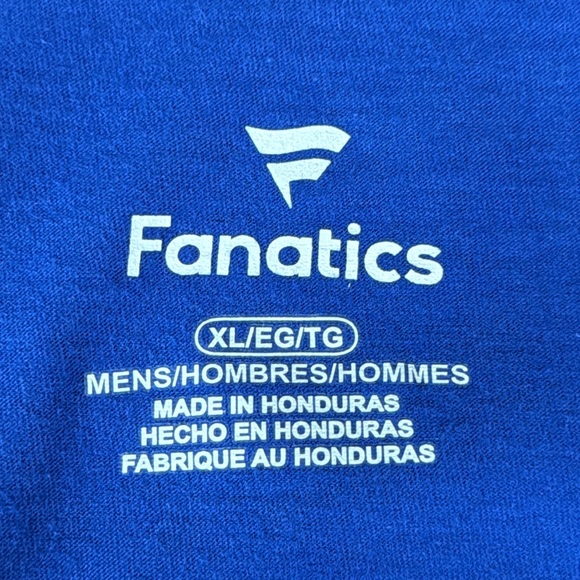 Fanatics
XL/EG/TG
MENS/HOMBRES/HOMMES
MADE IN HONDURAS
HECHO EN HONDURAS
FABRIQUE AU HONDURAS